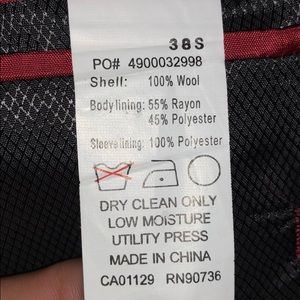 38S
PO# 4900032998
Shell: 100% Wool
Bodylining: 55% Rayon
45% Polyester
Sleevelining: 100% Polyester
DRY CLEAN ONLY
LOW MOISTURE
UTILITY PRESS
MADE IN CHINA
CA01129 RN90736